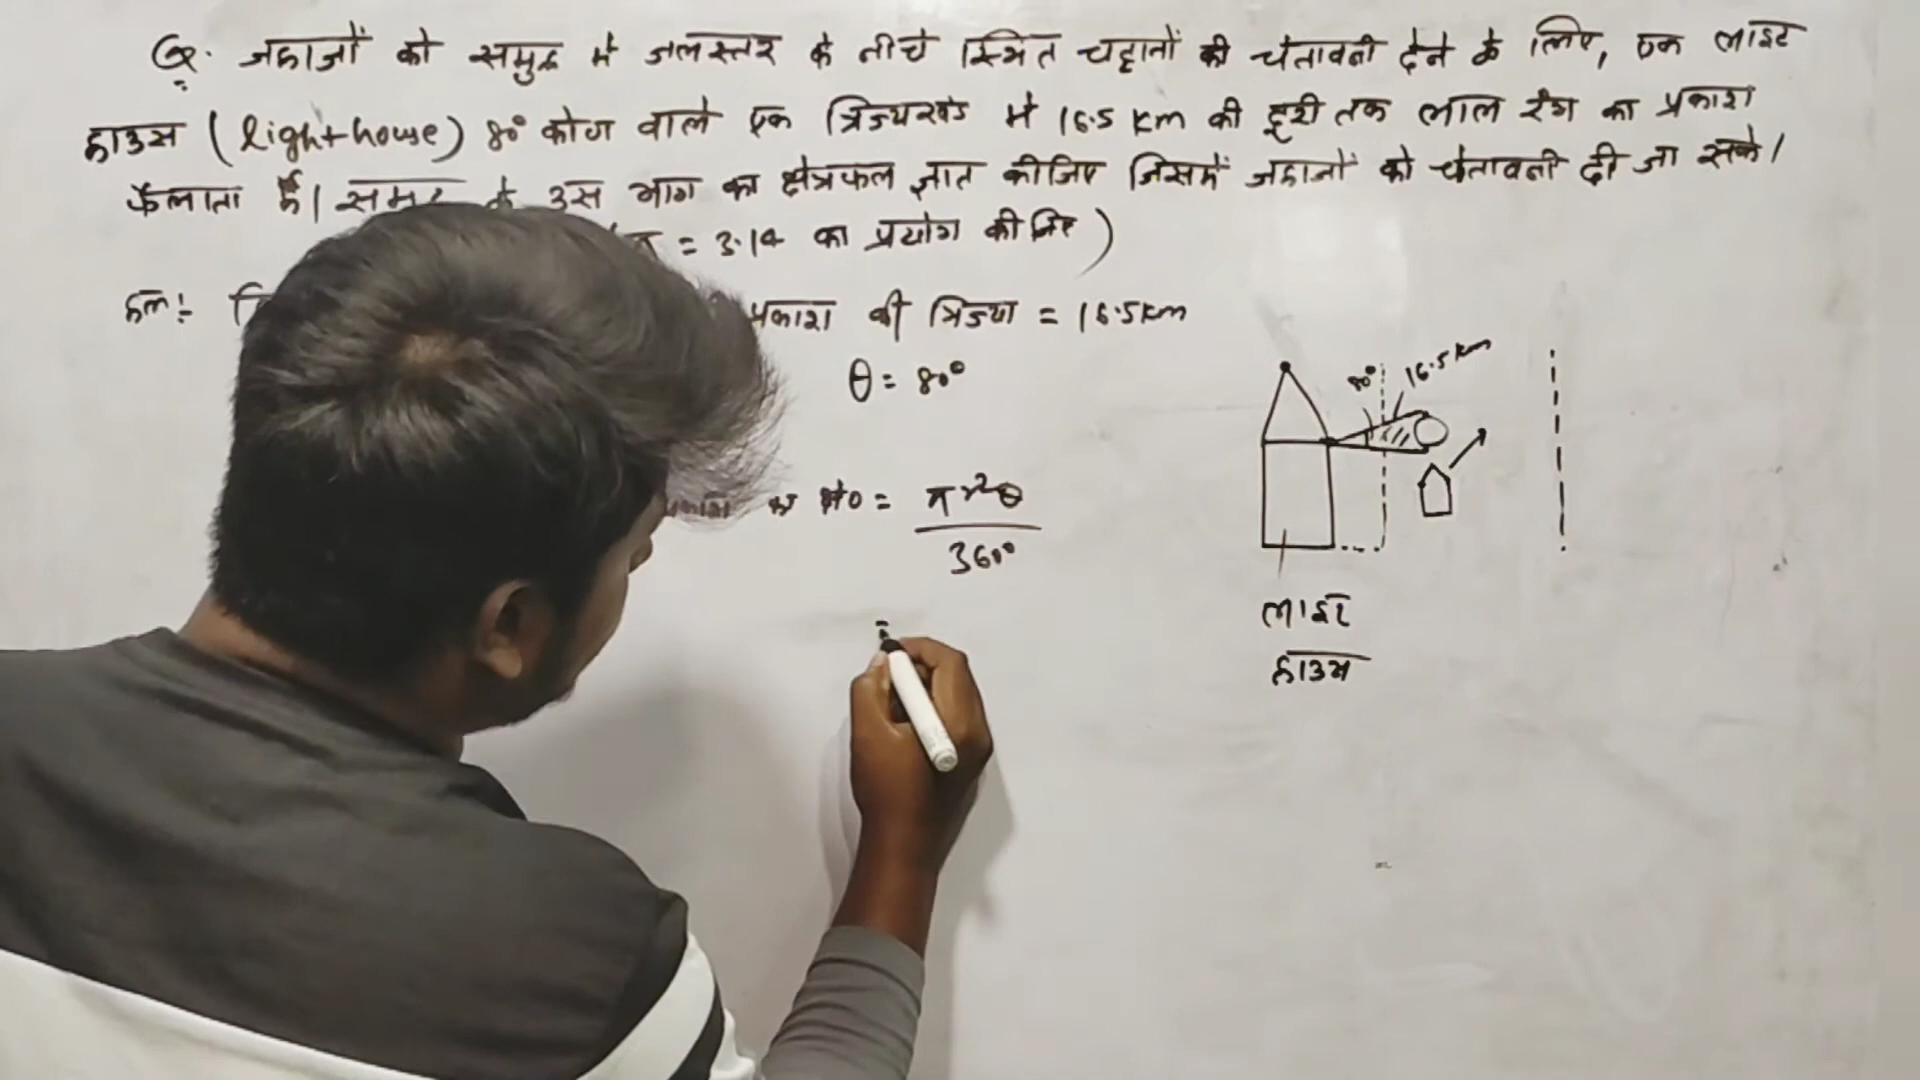 Q. जहाजों को समुद्र में जलस्तर के नीचे स्थित चट्टानों की चेतावनी देने के लिए, एक लाइट
हाउस (lighthouse) 80° कोण वाले एक त्रिज्यखंड में 16.5 km की दूरी तक लाल रंग का प्रकाश
फैलाता है। समुद्र के उस भाग का क्षेत्रफल ज्ञात कीजिए जिसमें जहाजों को चेतावनी दी जा सके।
π = 3.14 का प्रयोग कीजिए)
हल:- प्रकाश की त्रिज्या = 16.5 km
θ = 80°
का क्षे० = πr²θ
360°
=
80° 16.5 km
लाइट
हाउस